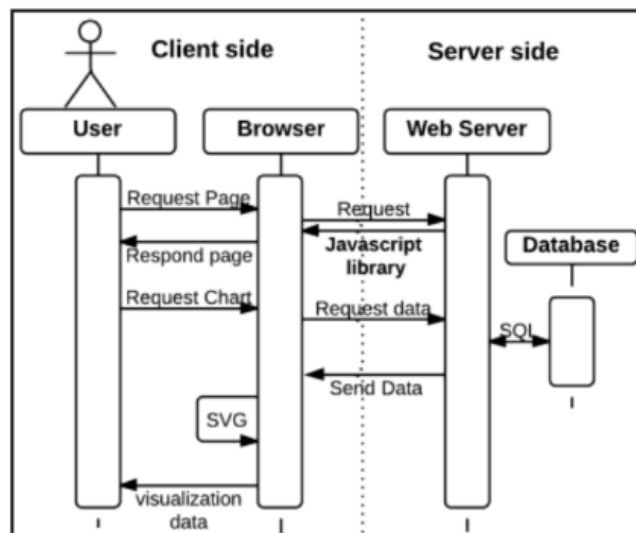 Client side
Server side
User
Browser
Web Server
Request Page
Request
Respond page
Javascript
library
Database
Request Chart
Request data
SQL
Send Data
SVG
visualization
data